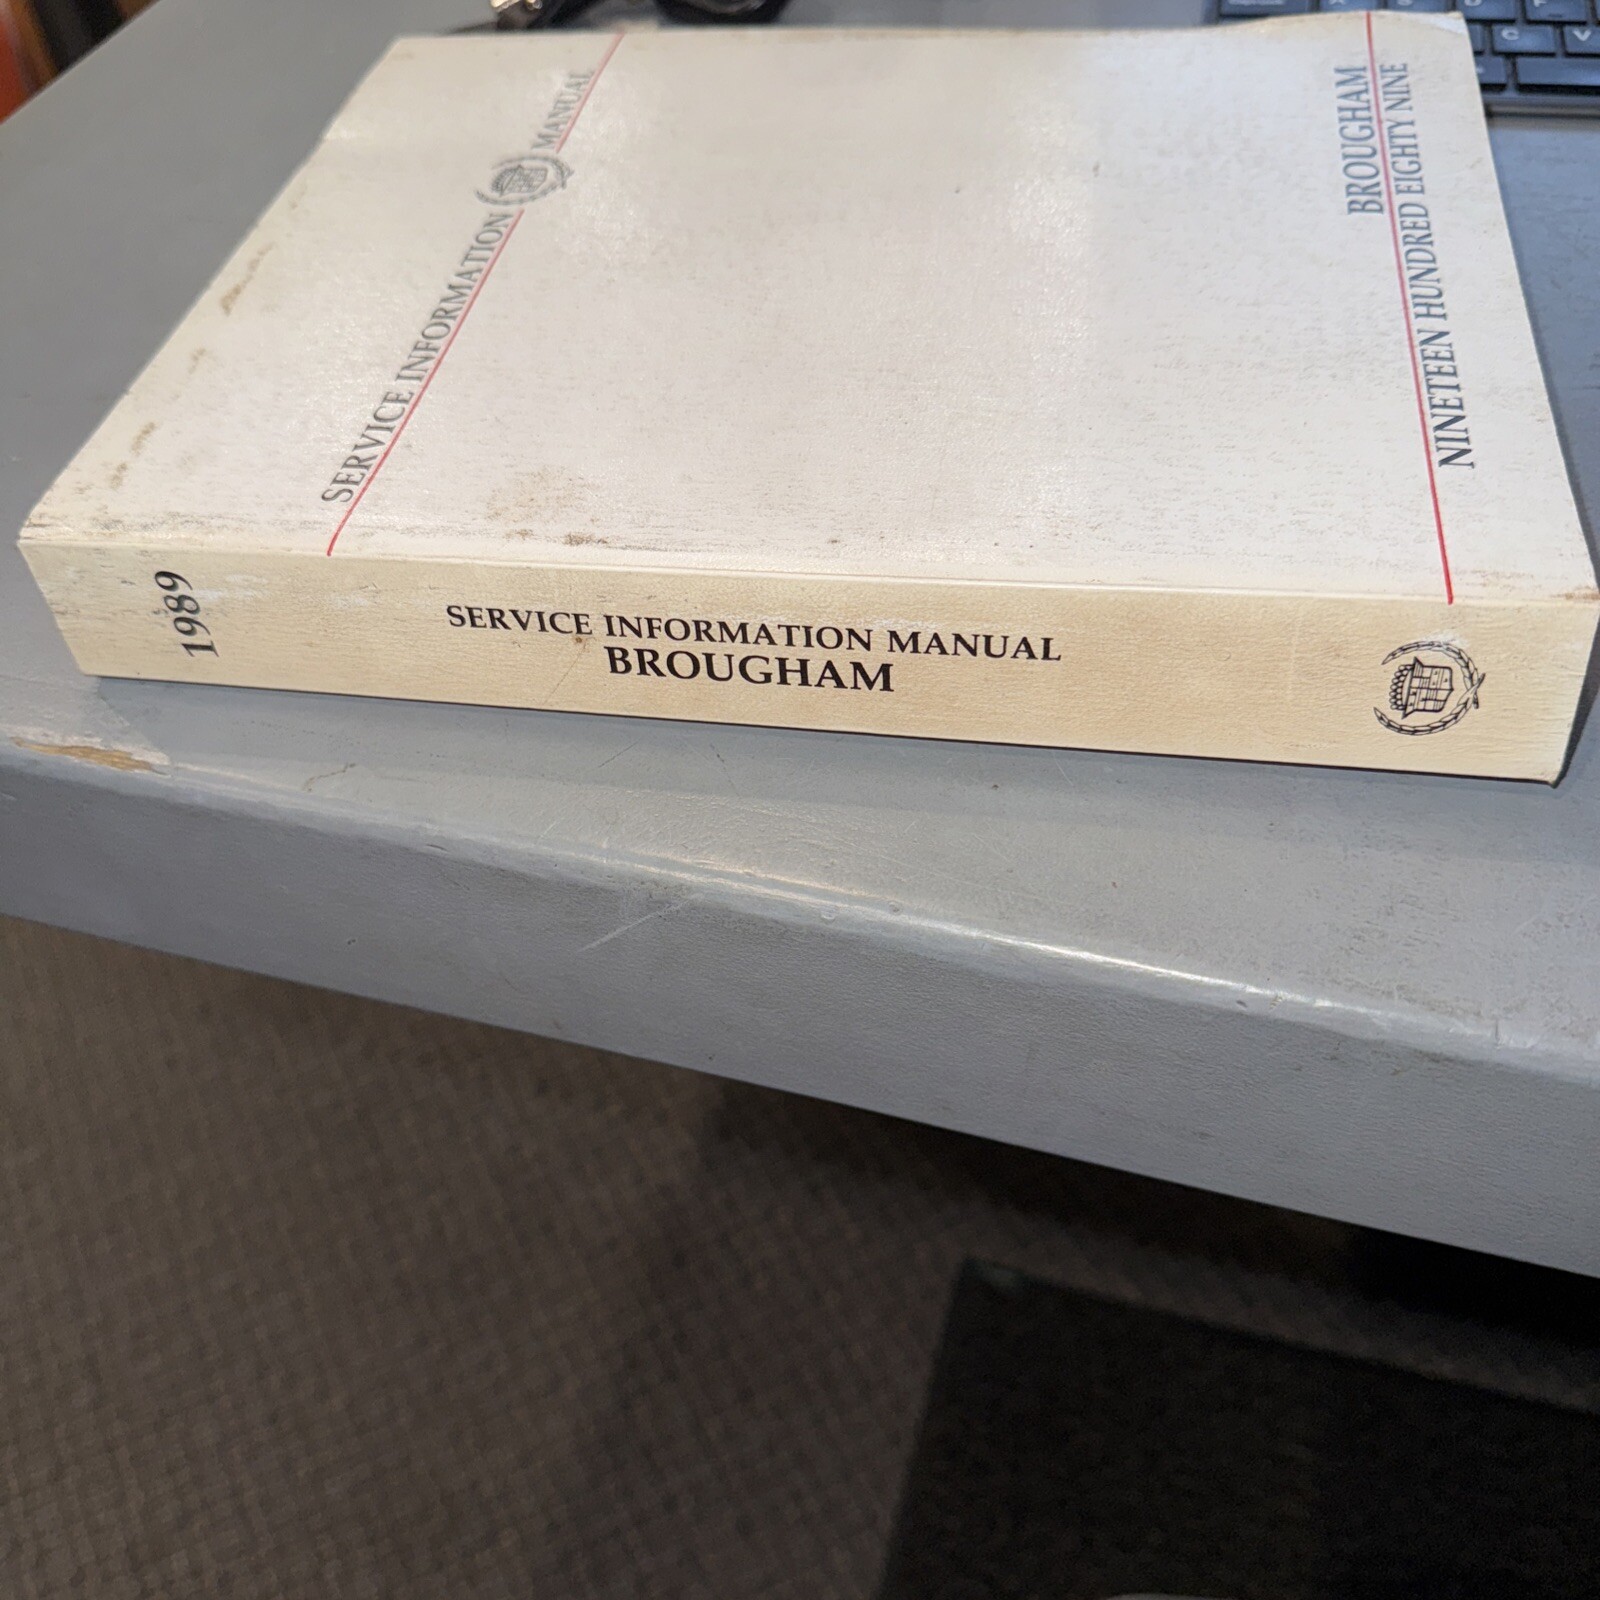 SERVICE INFORMATION MANUAL
BROUGHAM
NINETEEN HUNDRED EIGHTY NINE
1989
SERVICE INFORMATION MANUAL
BROUGHAM
C
V